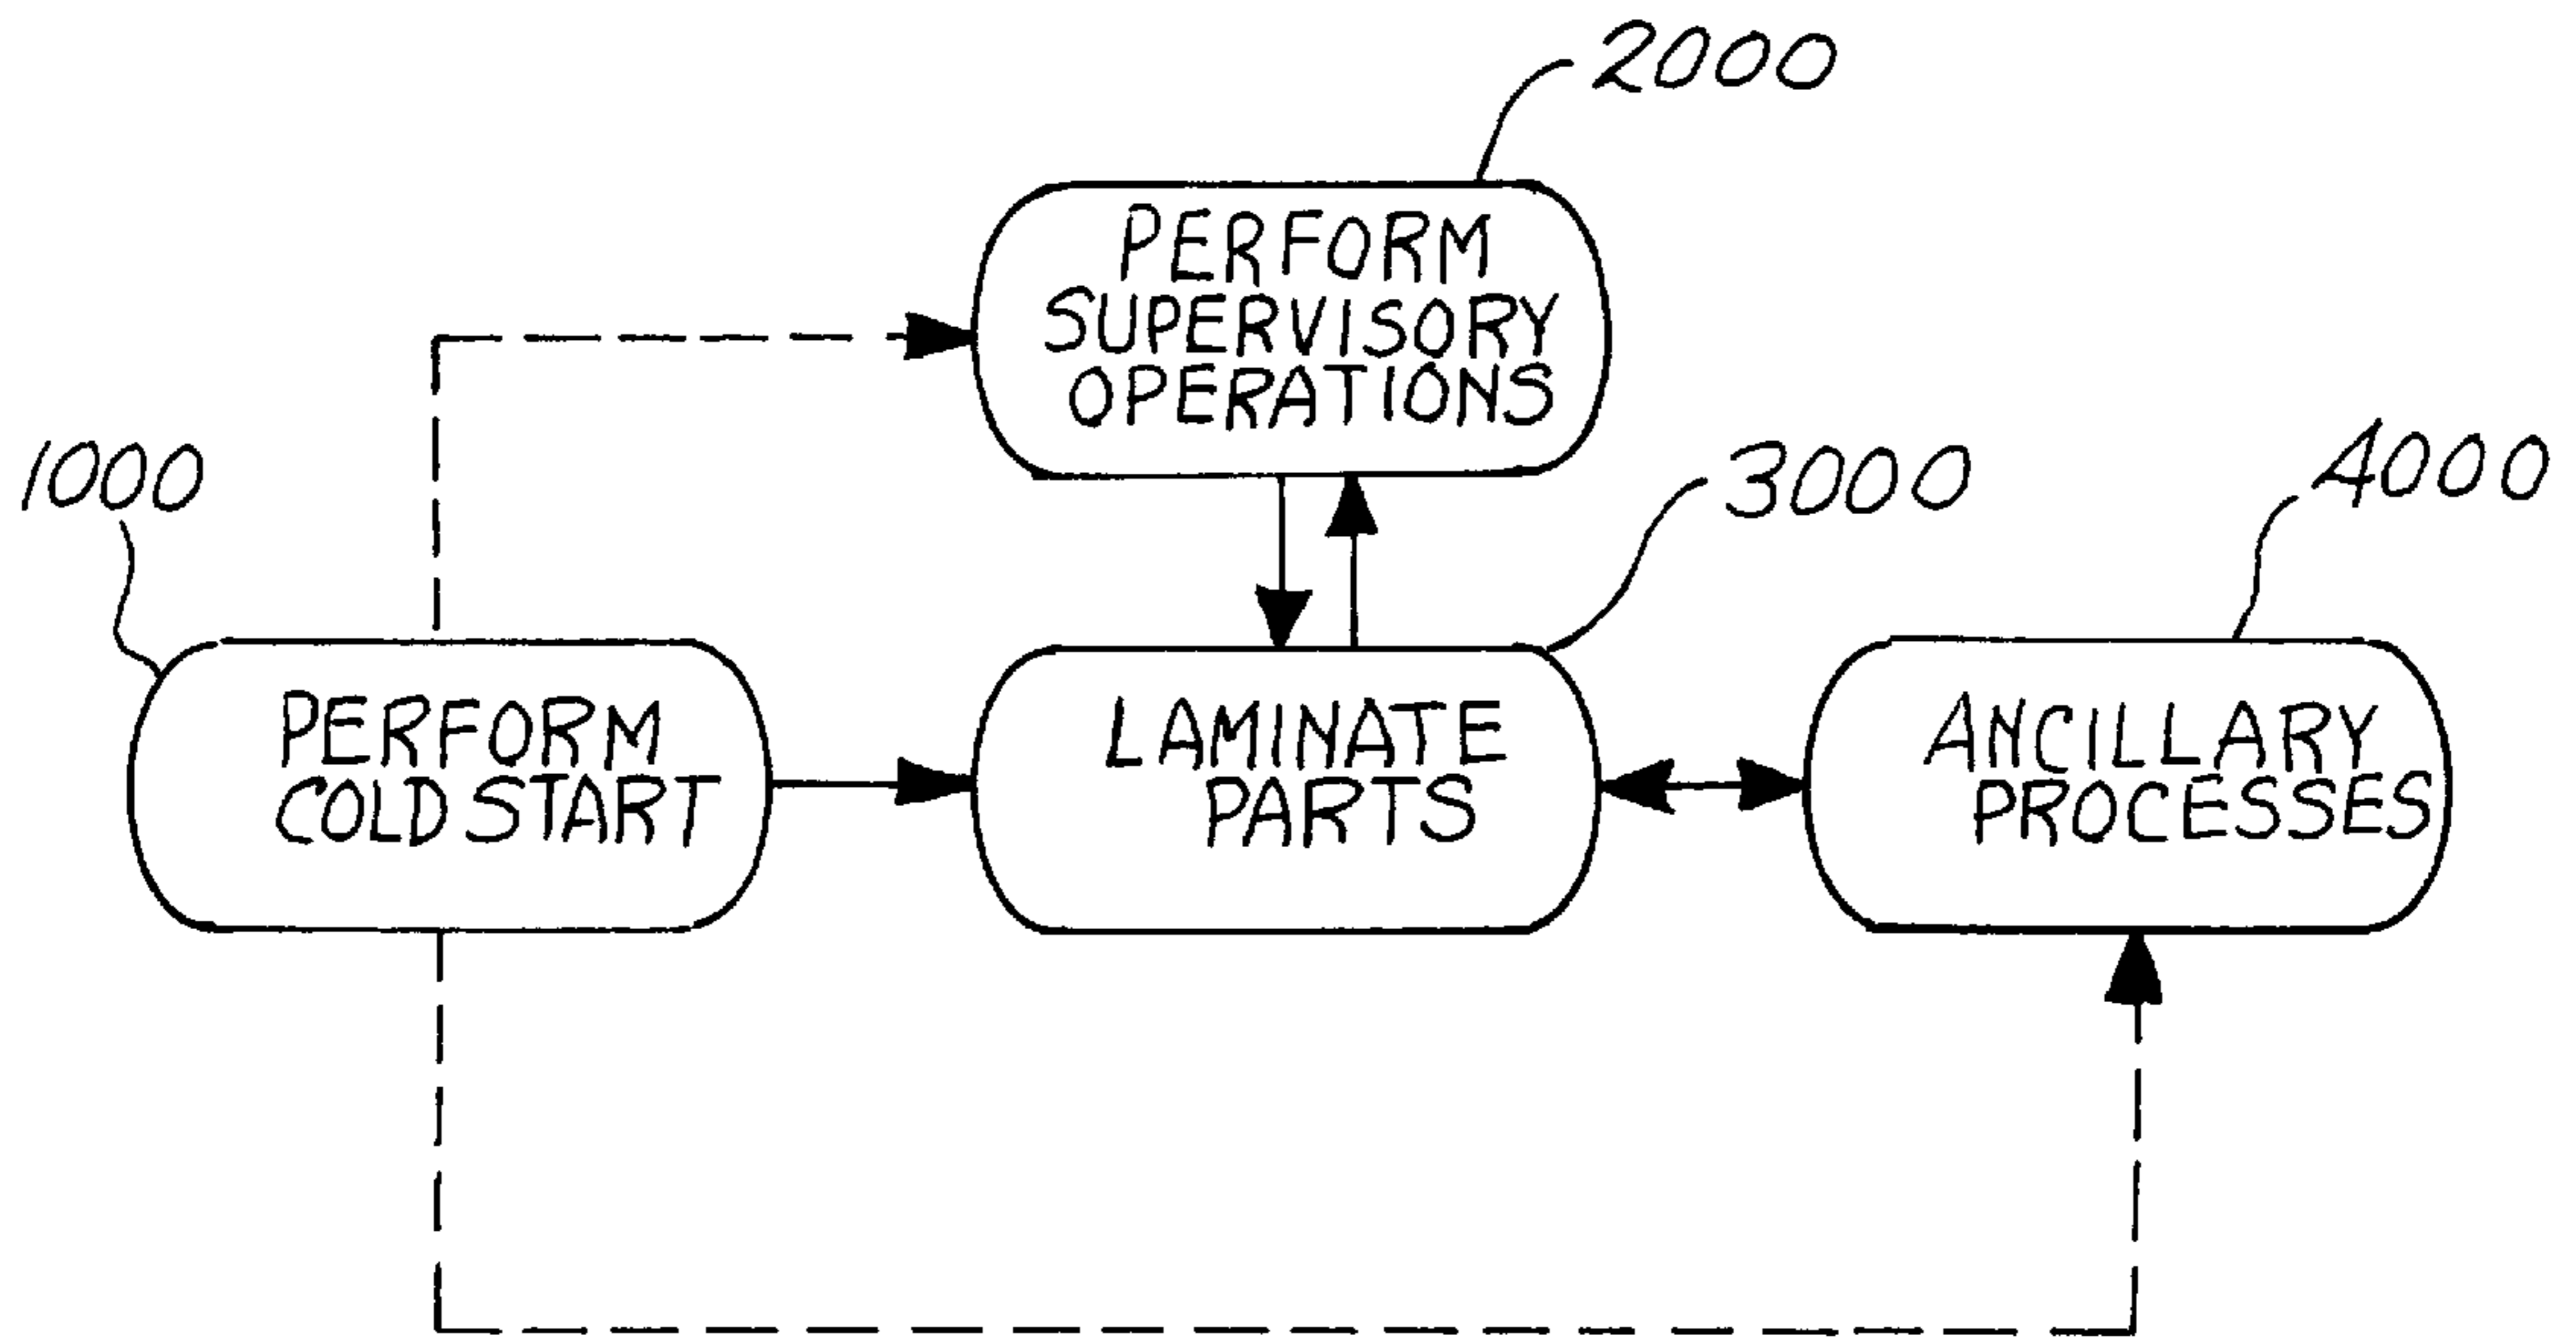 2000
PERFORM
SUPERVISORY
OPERATIONS
1000
3000
4000
PERFORM
COLD START
LAMINATE
PARTS
ANCILLARY
PROCESSES